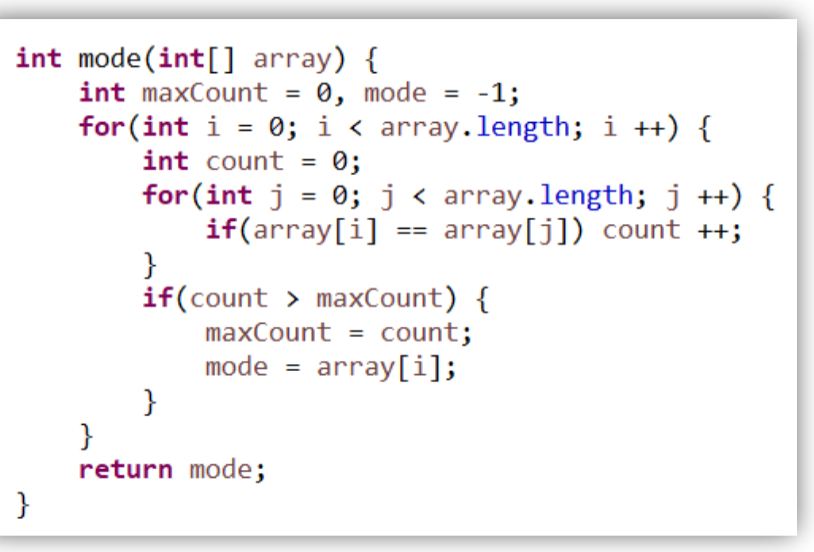 int mode(int[] array) {
    int maxCount = 0, mode = -1;
    for(int i = 0; i < array.length; i ++) {
        int count = 0;
        for(int j = 0; j < array.length; j ++) {
            if(array[i] == array[j]) count ++;
        }
        if(count > maxCount) {
            maxCount = count;
            mode = array[i];
        }
    }
    return mode;
}